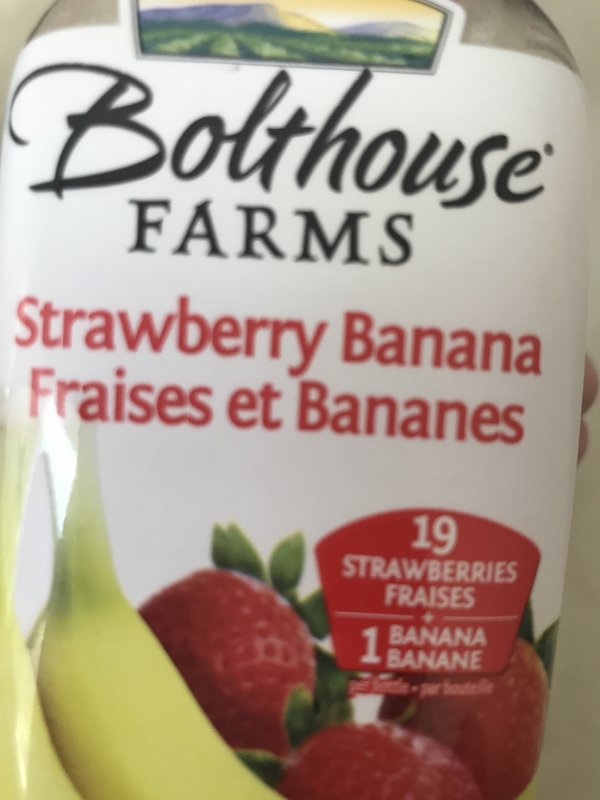 Bolthouse®
FARMS
Strawberry Banana
Fraises et Bananes
19
STRAWBERRIES
FRAISES
+
1 BANANA
BANANE
per bottle • par bouteille